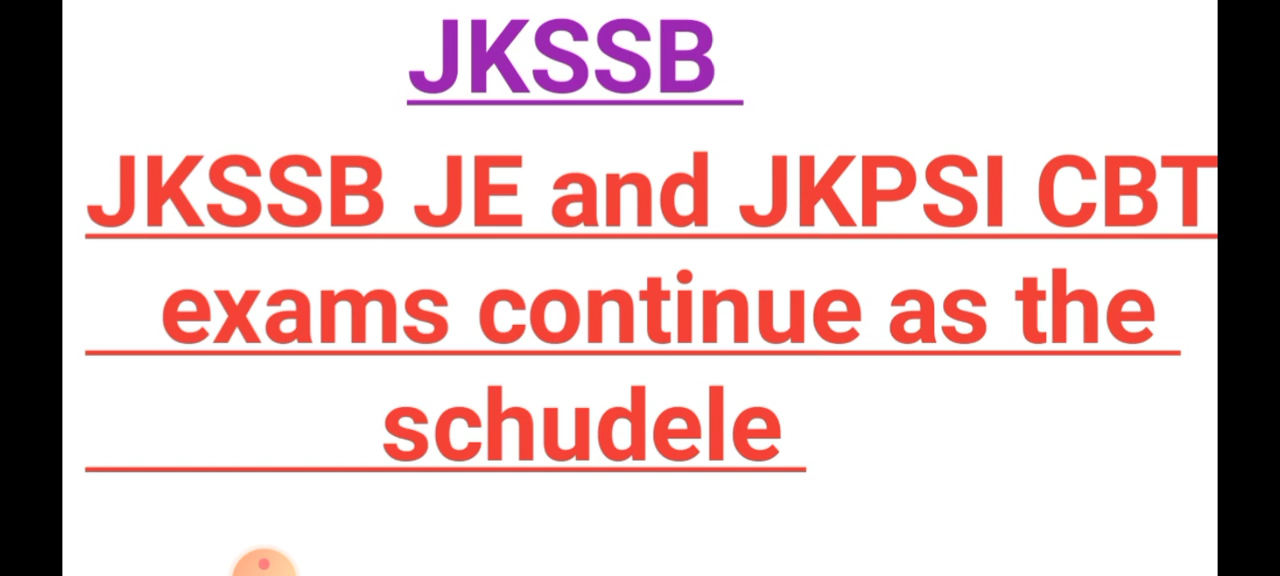 JKSSB
JKSSB JE and JKPSI CBT
exams continue as the
schudele